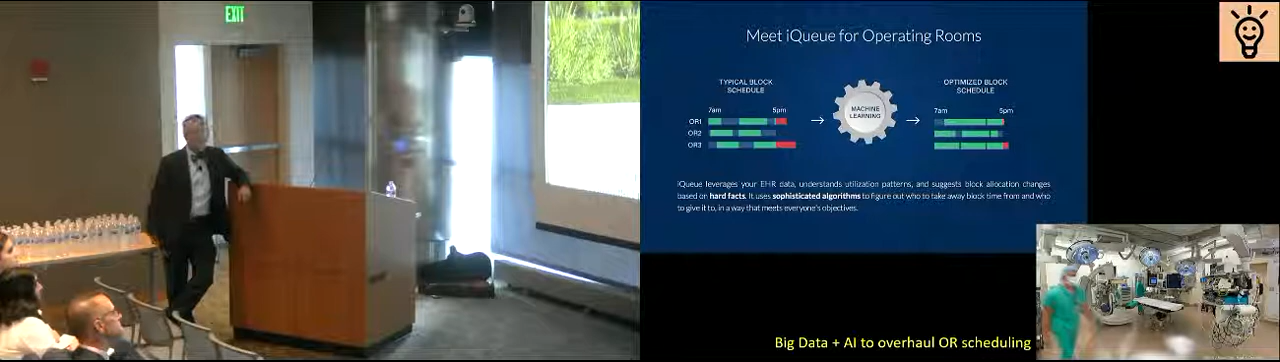 EXIT
Meet iQueue for Operating Rooms
TYPICAL BLOCK
SCHEDULE
7am 5pm
OR1
OR2
OR3
MACHINE
LEARNING
OPTIMIZED BLOCK
SCHEDULE
7am 5pm
iQueue leverages your EHR data, understands utilization patterns, and suggests block allocation changes
based on hard facts. It uses sophisticated algorithms to figure out who to take away block time from and who
to give it to, in a way that meets everyone's objectives.
Big Data + AI to overhaul OR scheduling